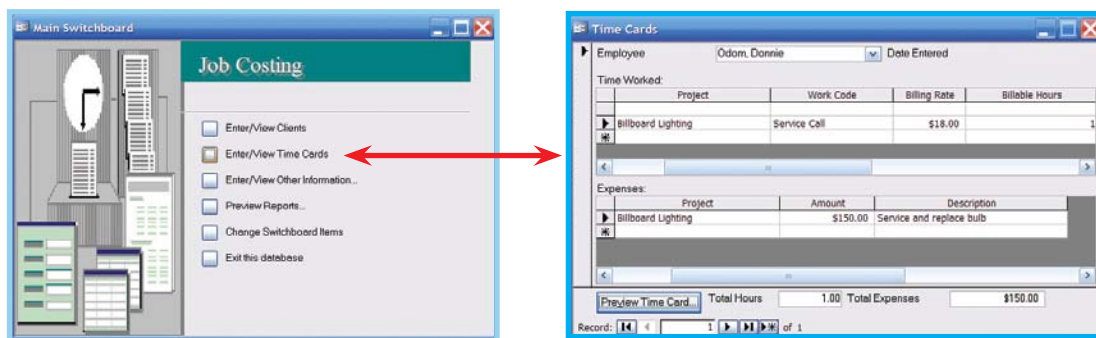 Main Switchboard
Job Costing
Enter/View Clients
Enter/View Time Cards
Enter/View Other Information...
Preview Reports...
Change Switchboard Items
Exit this database
Time Cards
Employee Odom, Donnie Date Entered
Time Worked:
Project Work Code Billing Rate Billable Hours
Billboard Lighting Service Call $18.00 1
Expenses:
Project Amount Description
Billboard Lighting $150.00 Service and replace bulb
Preview Time Card... Total Hours 1.00 Total Expenses $150.00
Record: 1 of 1